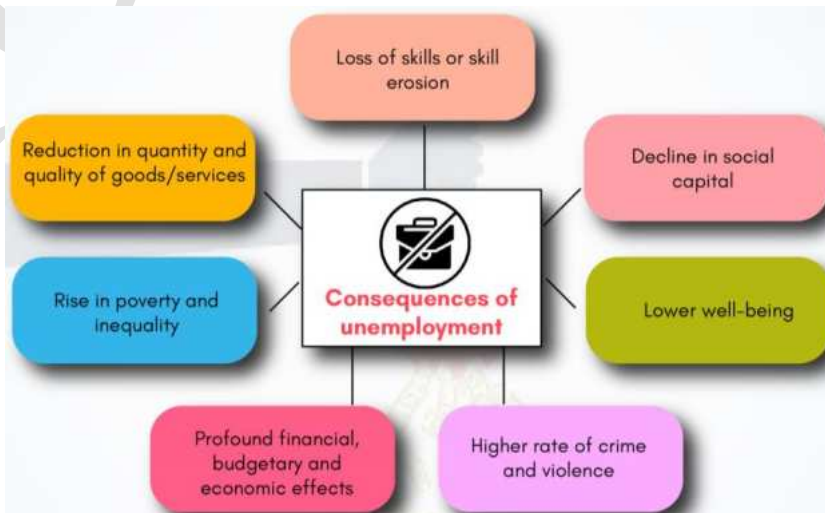 Loss of skills or skill
erosion
Reduction in quantity and
quality of goods/services
Decline in social
capital
Consequences of
unemployment
Rise in poverty and
inequality
Lower well-being
Profound financial,
budgetary and
economic effects
Higher rate of crime
and violence